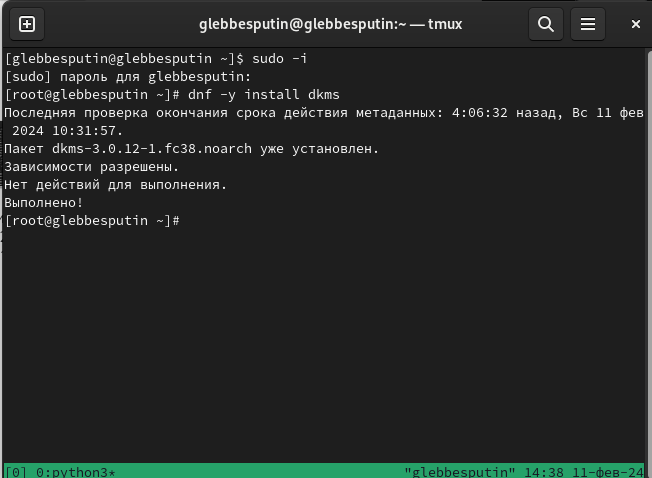 glebbesputin@glebbesputin:~ — tmux
[glebbesputin@glebbesputin ~]$ sudo -i
[sudo] пароль для glebbesputin:
[root@glebbesputin ~]# dnf -y install dkms
Последняя проверка окончания срока действия метаданных: 4:06:32 назад, Вс 11 фев
 2024 10:31:57.
Пакет dkms-3.0.12-1.fc38.noarch уже установлен.
Зависимости разрешены.
Нет действий для выполнения.
Выполнено!
[root@glebbesputin ~]#
[0] 0:python3* "glebbesputin" 14:38 11-фев-24